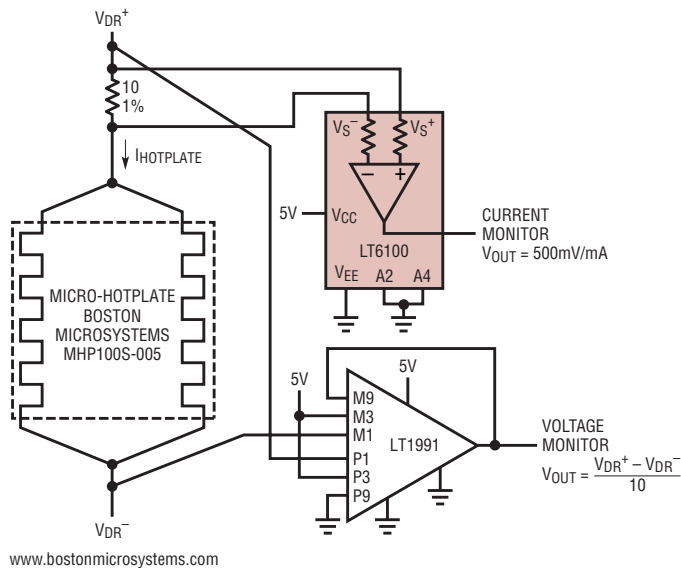 VDR+
10
1%
IHOTPLATE
MICRO-HOTPLATE
BOSTON
MICROSYSTEMS
MHP100S-005
VDR–
VS– VS+
– +
5V VCC
LT6100
VEE A2 A4
CURRENT
MONITOR
VOUT = 500mV/mA
5V
5V
M9
M3
M1
LT1991
P1
P3
P9
VOLTAGE
MONITOR
VOUT = VDR+ – VDR–
10
www.bostonmicrosystems.com